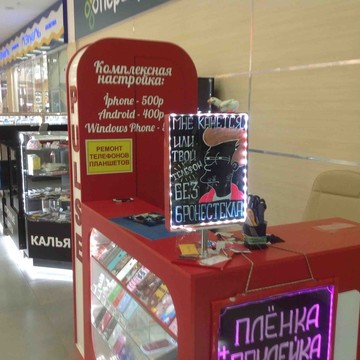 Комплексная
настройка:
Iphone - 500р
Android - 400р
Windows Phone -
РЕМОНТ
ТЕЛЕФОНОВ
ПЛАНШЕТОВ
PULSE
МНЕ КАЖЕТСЯ
ИЛИ
ТВОЙ
ТЕЛЕФОН
БЕЗ
БРОНЕСТЕКЛА
КАЛЬЯ
ПЛЁНКА